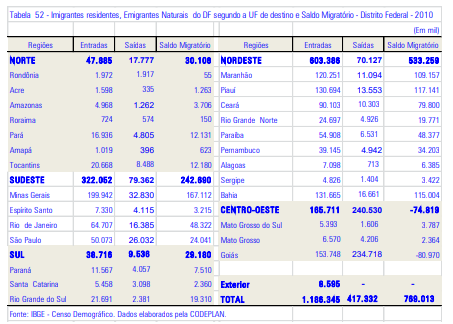 Tabela 52 - Imigrantes residentes, Emigrantes Naturais do DF segundo a UF de destino e Saldo Migratório - Distrito Federal - 2010
(Em mil)
Regiões Entradas Saídas Saldo Migratório Regiões Entradas Saídas Saldo Migratório
NORTE 47.885 17.777 30.108 NORDESTE 603.386 70.127 533.259
Rondônia 1.972 1.917 55 Maranhão 120.251 11.094 109.157
Acre 1.598 335 1.263 Piauí 130.694 13.553 117.141
Amazonas 4.968 1.262 3.706 Ceará 90.103 10.303 79.800
Roraima 724 574 150 Rio Grande Norte 24.697 4.926 19.771
Pará 16.936 4.805 12.131 Paraíba 54.908 6.531 48.377
Amapá 1.019 396 623 Pernambuco 39.145 4.942 34.203
Tocantins 20.668 8.488 12.180 Alagoas 7.098 713 6.385
SUDESTE 322.052 79.362 242.690 Sergipe 4.826 1.404 3.422
Minas Gerais 199.942 32.830 167.112 Bahia 131.665 16.661 115.004
Espírito Santo 7.330 4.115 3.215 CENTRO-OESTE 165.711 240.530 -74.819
Rio de Janeiro 64.707 16.385 48.322 Mato Grosso do Sul 5.393 1.606 3.787
São Paulo 50.073 26.032 24.041 Mato Grosso 6.570 4.206 2.364
SUL 38.716 9.536 29.180 Goiás 153.748 234.718 -80.970
Paraná 11.567 4.057 7.510
Santa Catarina 5.458 3.098 2.360 Exterior 8.595 - -
Rio Grande do Sul 21.691 2.381 19.310 TOTAL 1.186.345 417.332 769.013
Fonte: IBGE - Censo Demográfico. Dados elaborados pela CODEPLAN.